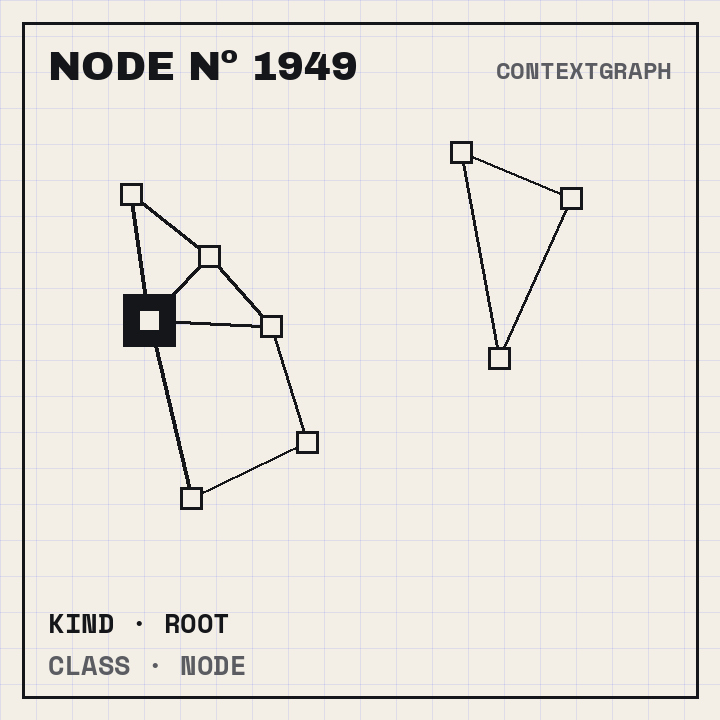 NODE Nº 1949
CONTEXTGRAPH
KIND · ROOT
CLASS · NODE